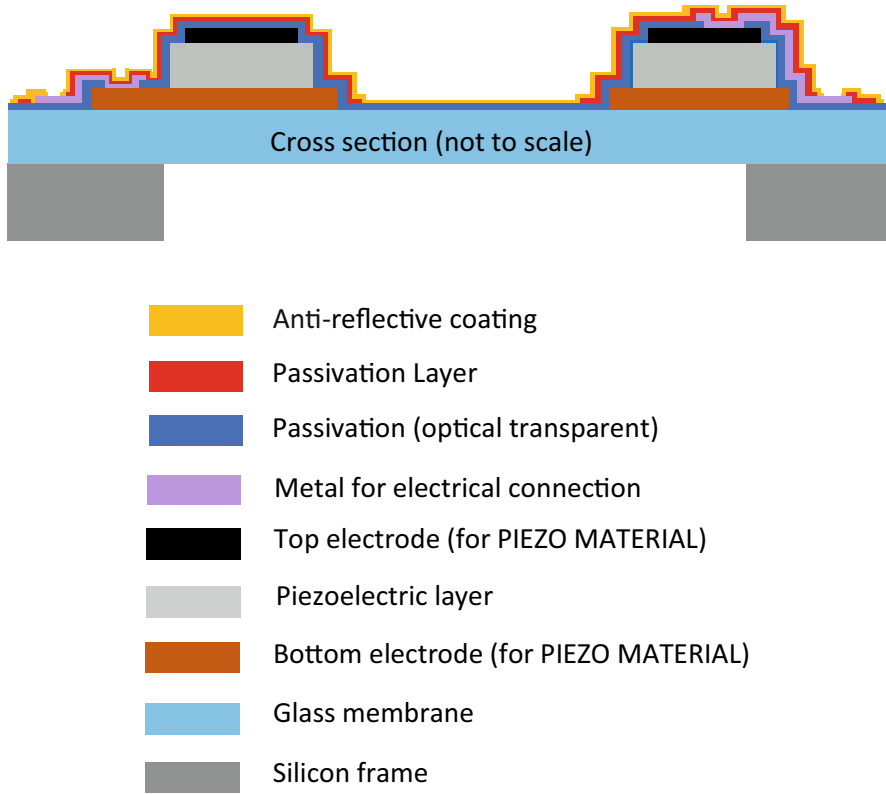 Cross section (not to scale)
Anti-reflective coating
Passivation Layer
Passivation (optical transparent)
Metal for electrical connection
Top electrode (for PIEZO MATERIAL)
Piezoelectric layer
Bottom electrode (for PIEZO MATERIAL)
Glass membrane
Silicon frame